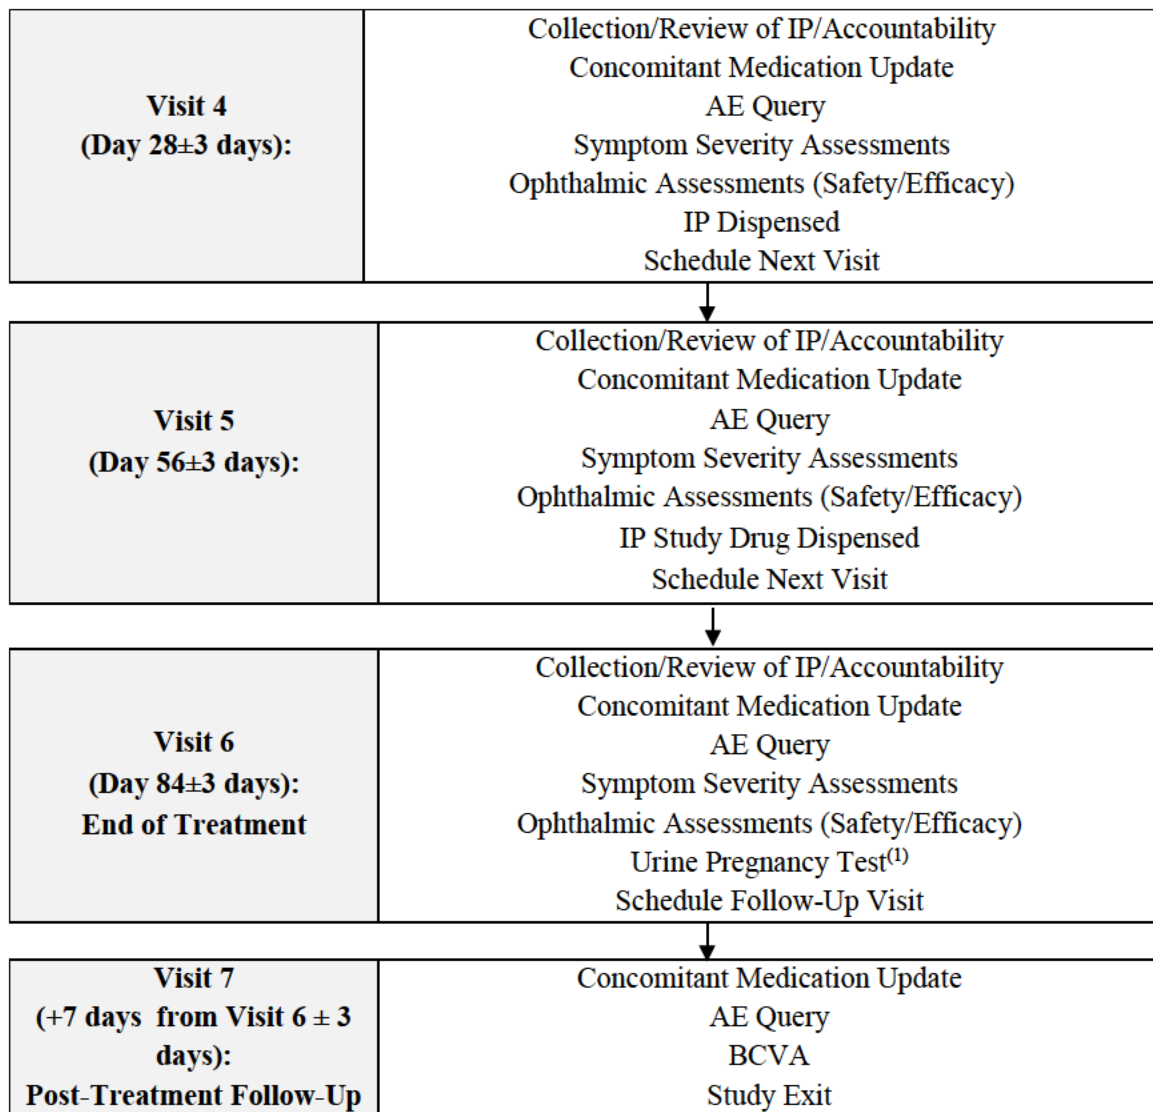 Visit 4
(Day 28±3 days):
Collection/Review of IP/Accountability
Concomitant Medication Update
AE Query
Symptom Severity Assessments
Ophthalmic Assessments (Safety/Efficacy)
IP Dispensed
Schedule Next Visit
Visit 5
(Day 56±3 days):
Collection/Review of IP/Accountability
Concomitant Medication Update
AE Query
Symptom Severity Assessments
Ophthalmic Assessments (Safety/Efficacy)
IP Study Drug Dispensed
Schedule Next Visit
Visit 6
(Day 84±3 days):
End of Treatment
Collection/Review of IP/Accountability
Concomitant Medication Update
AE Query
Symptom Severity Assessments
Ophthalmic Assessments (Safety/Efficacy)
Urine Pregnancy Test(1)
Schedule Follow-Up Visit
Visit 7
(+7 days from Visit 6 ± 3
days):
Post-Treatment Follow-Up
Concomitant Medication Update
AE Query
BCVA
Study Exit